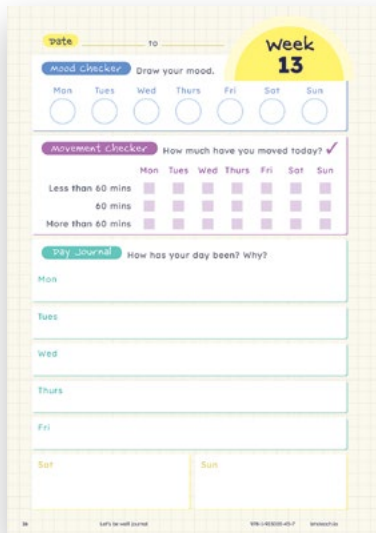 Date to
Week
13
Mood Checker Draw your mood.
Mon Tues Wed Thurs Fri Sat Sun
Movement Checker How much have you moved today? ✓
Mon Tues Wed Thurs Fri Sat Sun
Less than 60 mins
60 mins
More than 60 mins
Day Journal How has your day been? Why?
Mon
Tues
Wed
Thurs
Fri
Sat Sun
Let's be well journal